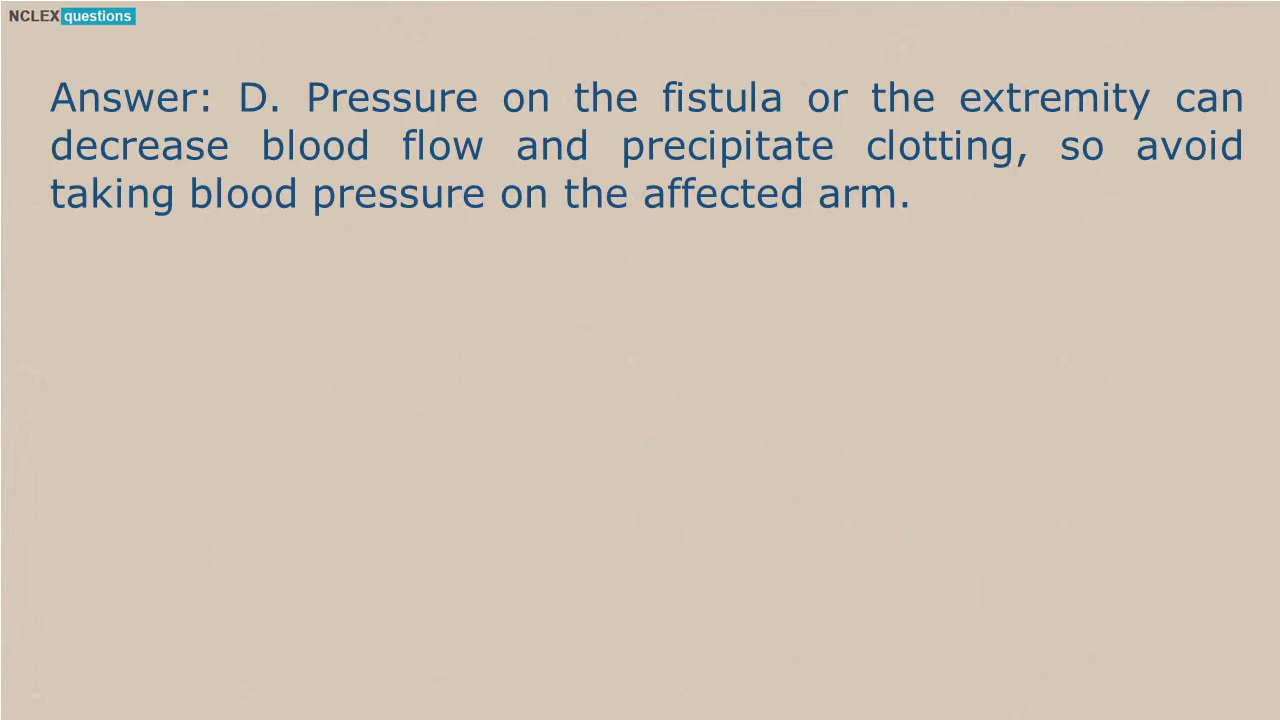 NCLEX questions
Answer: D. Pressure on the fistula or the extremity can
decrease blood flow and precipitate clotting, so avoid
taking blood pressure on the affected arm.